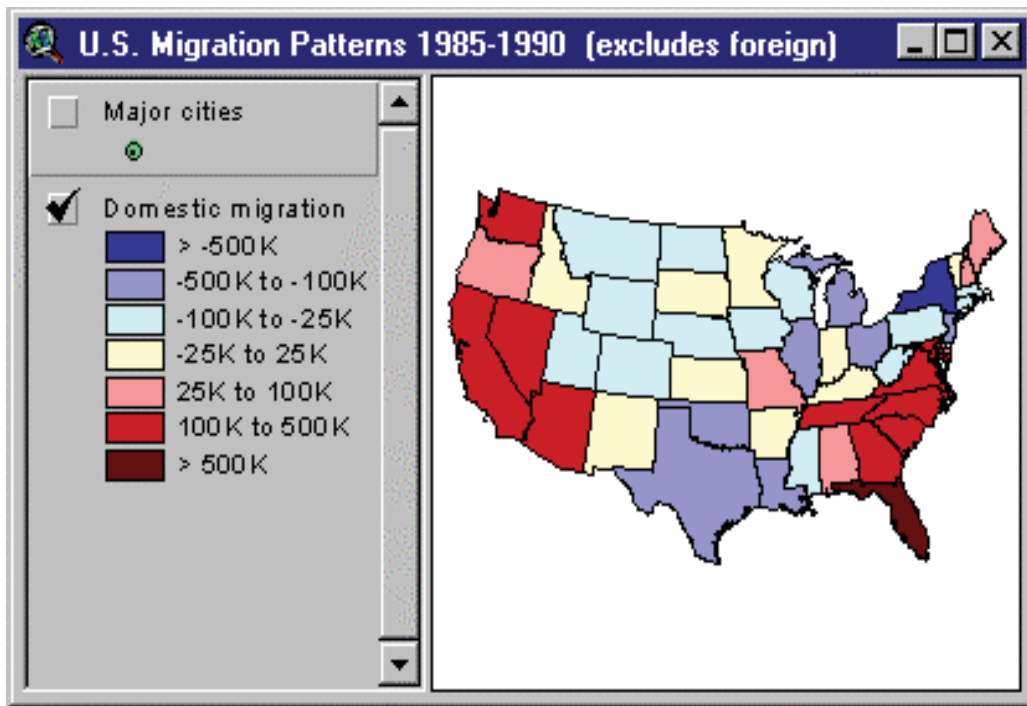 U.S. Migration Patterns 1985-1990 (excludes foreign)
Major cities
Domestic migration
> -500K
-500K to -100K
-100K to -25K
-25K to 25K
25K to 100K
100K to 500K
> 500K